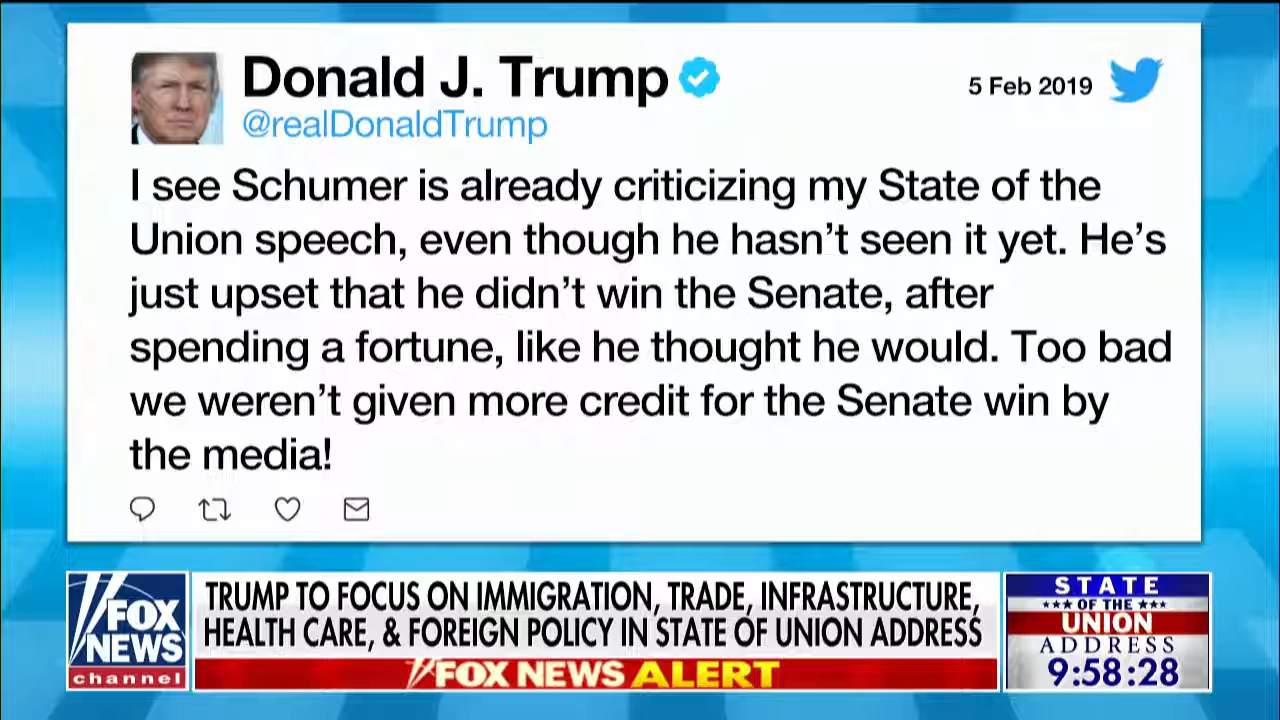 Donald J. Trump
5 Feb 2019
@realDonaldTrump
I see Schumer is already criticizing my State of the
Union speech, even though he hasn’t seen it yet. He’s
just upset that he didn’t win the Senate, after
spending a fortune, like he thought he would. Too bad
we weren’t given more credit for the Senate win by
the media!
FOX
NEWS
channel
TRUMP TO FOCUS ON IMMIGRATION, TRADE, INFRASTRUCTURE,
HEALTH CARE, & FOREIGN POLICY IN STATE OF UNION ADDRESS
FOX NEWS ALERT
STATE
OF THE
UNION
ADDRESS
9:58:28